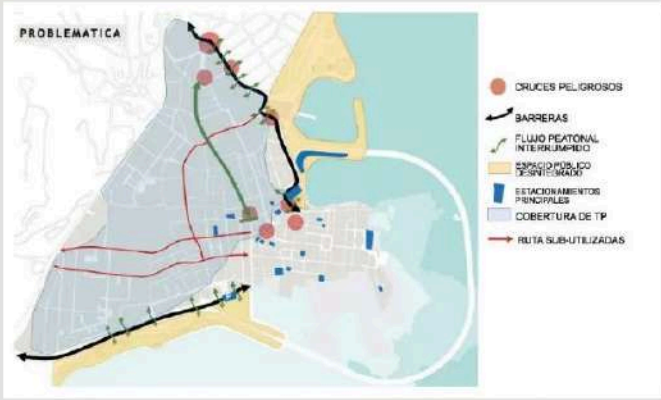 PROBLEMATICA
CRUCES PELIGROSOS
BARRERAS
FLUJO PEATONAL
INTERRUMPIDO
ESPACIO PÚBLICO
DESINTEGRADO
ESTACIONAMIENTOS
PRINCIPALES
COBERTURA DE TP
RUTA SUB-UTILIZADAS